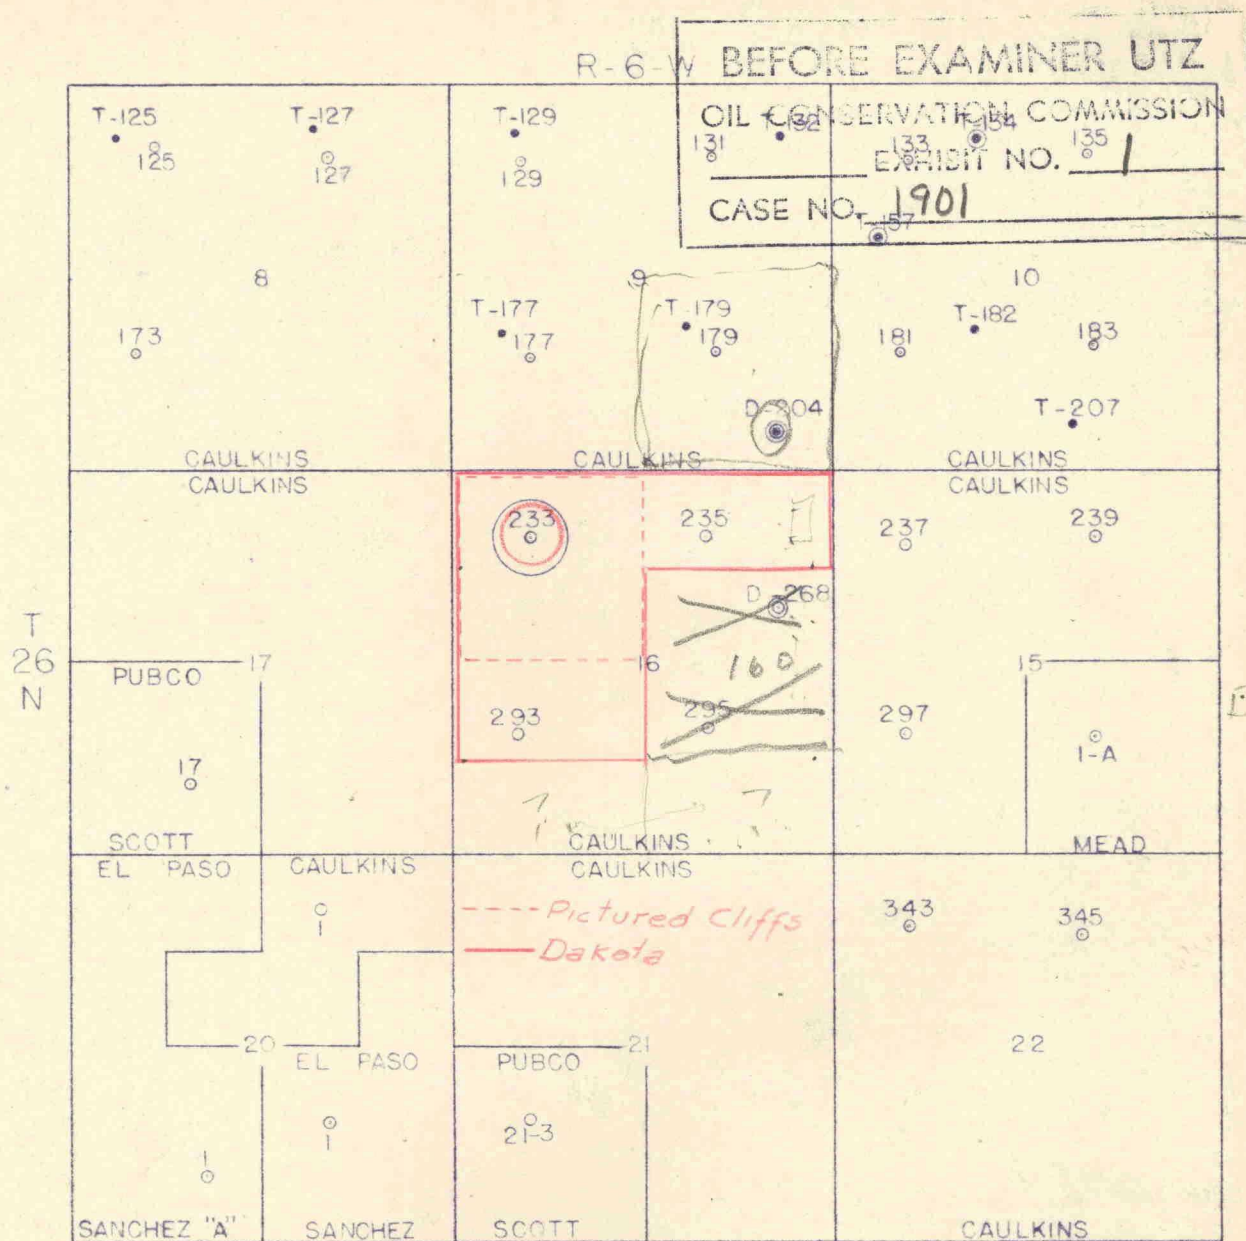 R-6-W
BEFORE EXAMINER UTZ
OIL CONSERVATION COMMISSION
EXHIBIT NO. 1
CASE NO. 1901
T-125 T-127 T-129 T-132 T-134
125 127 129 131 133 135
T-157
8 9 10
T-177 T-179 T-182
173 177 179 181 183
D-204 T-207
CAULKINS CAULKINS CAULKINS
CAULKINS CAULKINS
233 235 237 239
D-268
T
26
N
160
PUBCO 17 16 15
293 295 297
17 1-A
SCOTT CAULKINS MEAD
EL PASO CAULKINS CAULKINS
1 343 345
---- Pictured Cliffs
—— Dakota
20 21 22
EL PASO PUBCO
1 21-3
1
SANCHEZ "A" SANCHEZ SCOTT CAULKINS